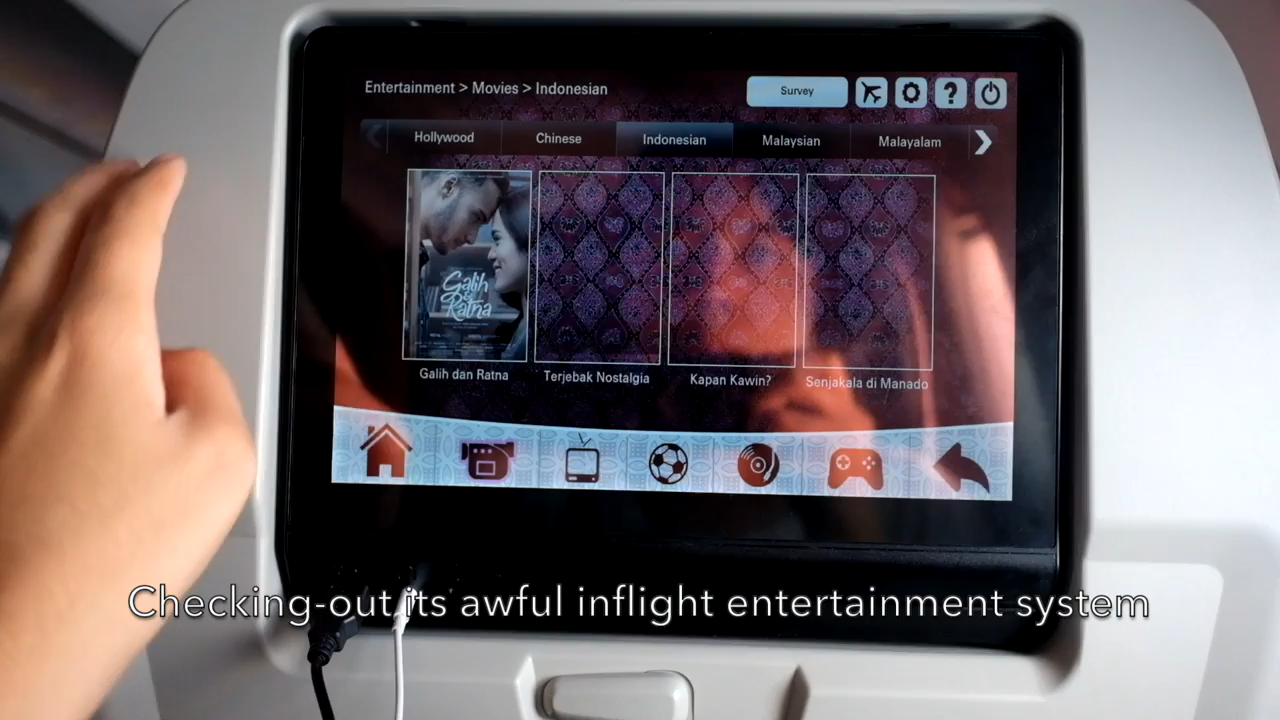 Entertainment > Movies > Indonesian
Survey
?
Hollywood Chinese Indonesian Malaysian Malayalam
Galih & Ratna
Galih dan Ratna
Terjebak Nostalgia
Kapan Kawin?
Senjakala di Manado
Checking-out its awful inflight entertainment system